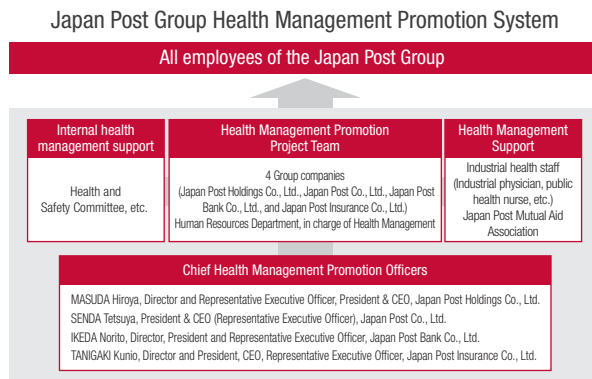 Japan Post Group Health Management Promotion System
All employees of the Japan Post Group
Internal health
management support
Health and
Safety Committee, etc.
Health Management Promotion
Project Team
4 Group companies
(Japan Post Holdings Co., Ltd., Japan Post Co., Ltd., Japan Post
Bank Co., Ltd., and Japan Post Insurance Co., Ltd.)
Human Resources Department, in charge of Health Management
Health Management
Support
Industrial health staff
(Industrial physician, public
health nurse, etc.)
Japan Post Mutual Aid
Association
Chief Health Management Promotion Officers
MASUDA Hiroya, Director and Representative Executive Officer, President & CEO, Japan Post Holdings Co., Ltd.
SENDA Tetsuya, President & CEO (Representative Executive Officer), Japan Post Co., Ltd.
IKEDA Norito, Director, President and Representative Executive Officer, Japan Post Bank Co., Ltd.
TANIGAKI Kunio, Director and President, CEO, Representative Executive Officer, Japan Post Insurance Co., Ltd.